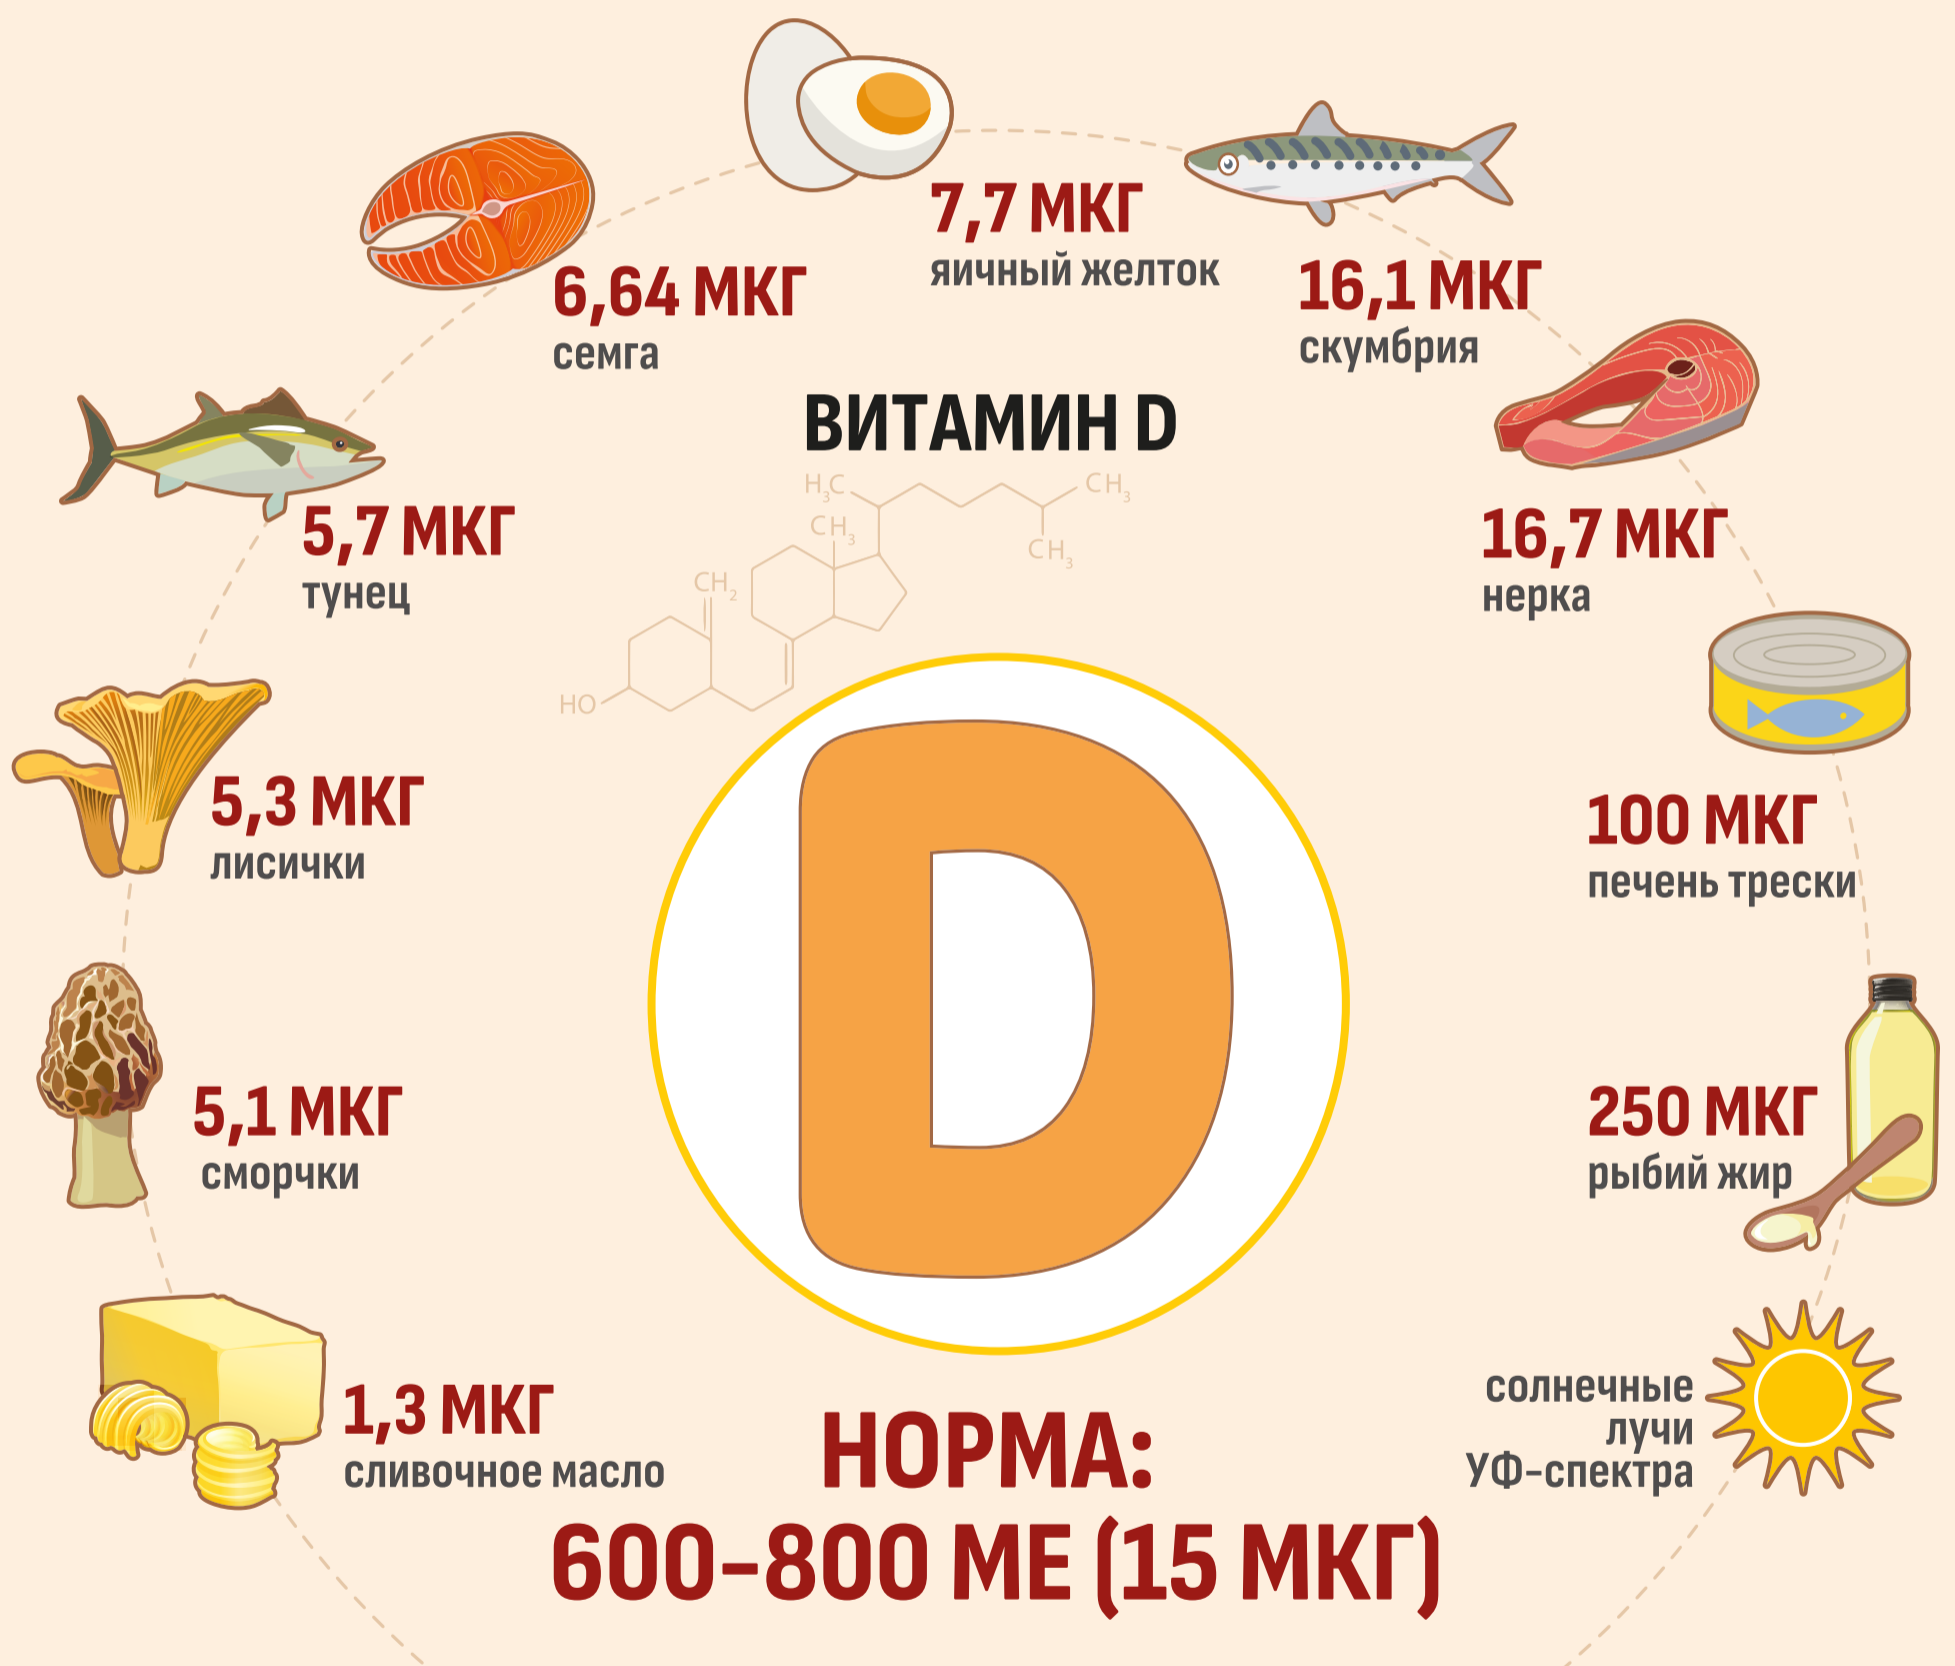 7,7 МКГ
яичный желток
6,64 МКГ
семга
16,1 МКГ
скумбрия
ВИТАМИН D
H3C
CH3
CH3
CH3
CH2
HO
5,7 МКГ
тунец
16,7 МКГ
нерка
5,3 МКГ
лисички
100 МКГ
печень трески
D
5,1 МКГ
сморчки
250 МКГ
рыбий жир
1,3 МКГ
сливочное масло
солнечные
лучи
УФ-спектра
НОРМА:
600-800 МЕ (15 МКГ)